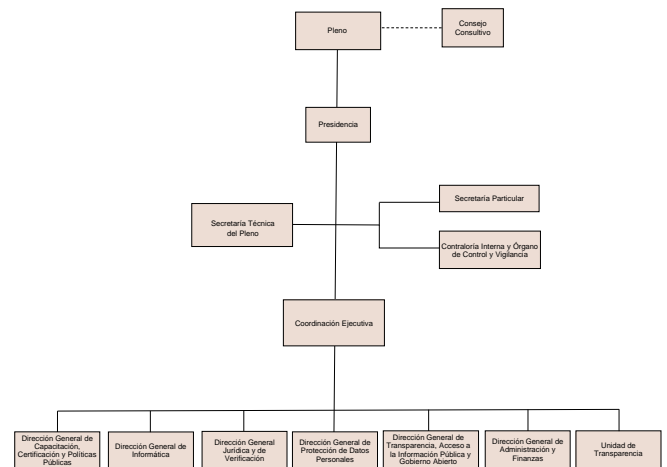 Pleno
Consejo
Consultivo
Presidencia
Secretaría Técnica
del Pleno
Secretaría Particular
Contraloría Interna y Órgano
de Control y Vigilancia
Coordinación Ejecutiva
Dirección General de
Capacitación,
Certificación y Políticas
Públicas
Dirección General de
Informática
Dirección General
Jurídica y de
Verificación
Dirección General de
Protección de Datos
Personales
Dirección General de
Transparencia, Acceso a
la Información Pública y
Gobierno Abierto
Dirección General de
Administración y
Finanzas
Unidad de
Transparencia